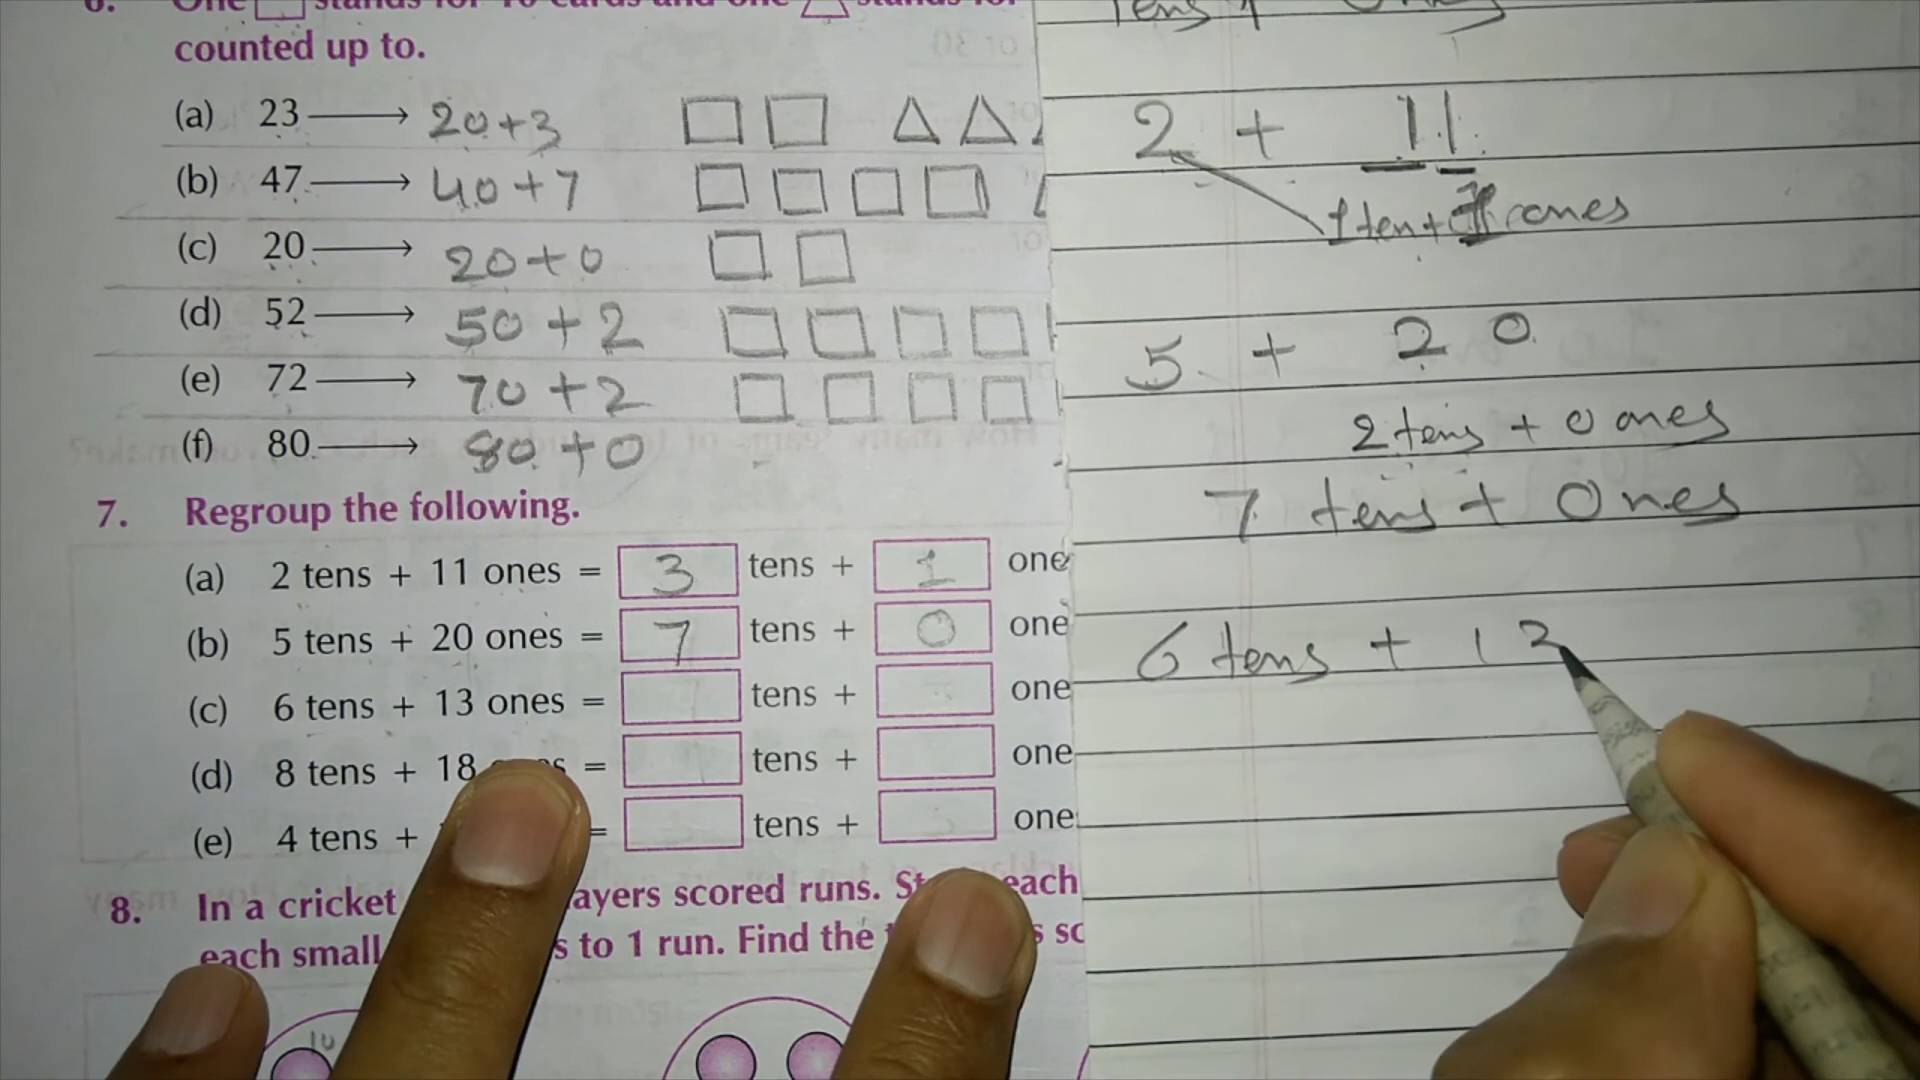 counted up to.
(a) 23 → 20+3
(b) 47 → 40+7
(c) 20 → 20+0
(d) 52 → 50+2
(e) 72 → 70+2
(f) 80 → 80+0
7. Regroup the following.
(a) 2 tens + 11 ones = 3 tens + 1 one
(b) 5 tens + 20 ones = 7 tens + 0 one
(c) 6 tens + 13 ones = tens + one
(d) 8 tens + 18 = tens + one
(e) 4 tens + = tens + one
8. In a cricket ayers scored runs. each
each small s to 1 run. Find the
10
Tens +
2 + 11
1 ten + ones
5 + 20
2 tens + 0 ones
7 tens + 0nes
6 tens + 13